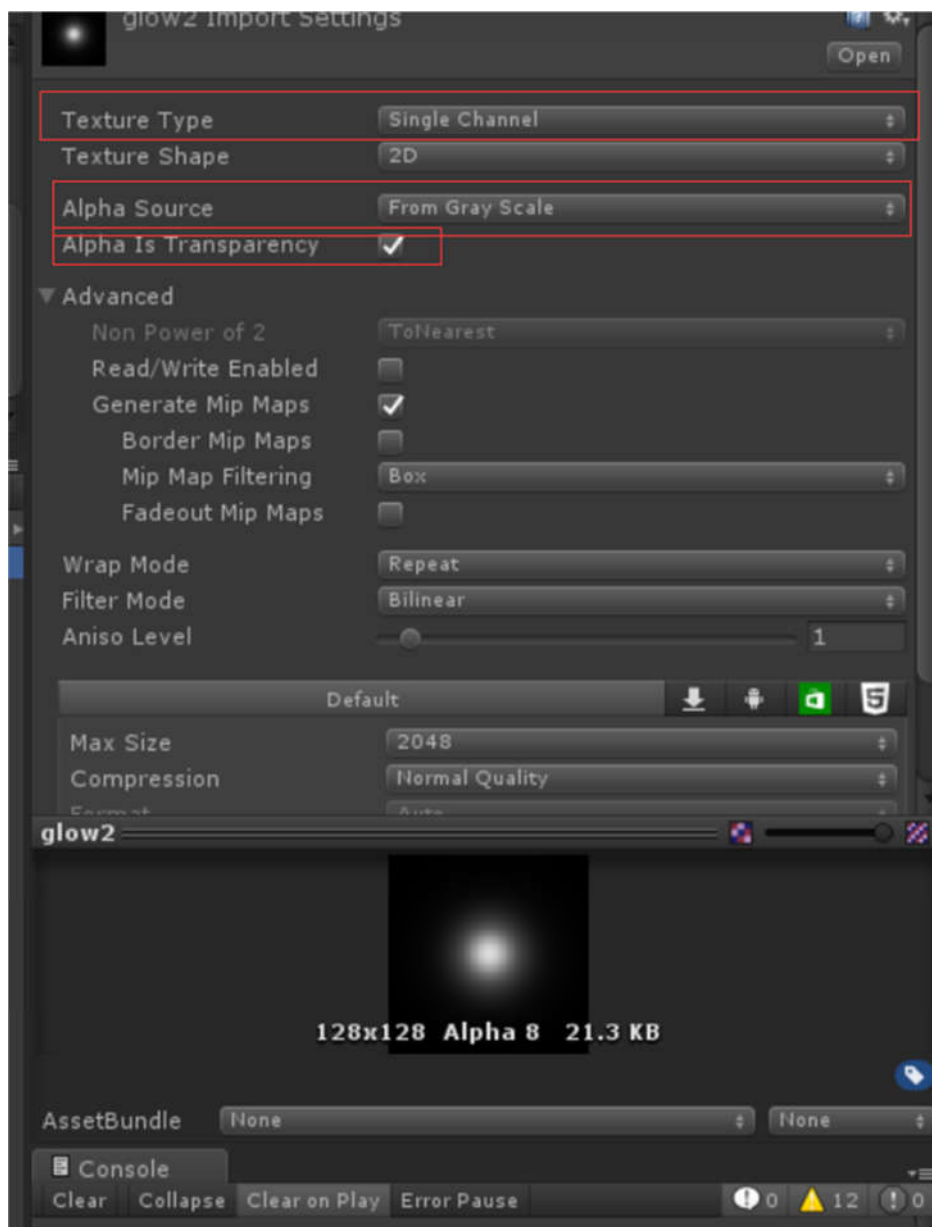 glow2 Import Settings
Open
Texture Type Single Channel
Texture Shape 2D
Alpha Source From Gray Scale
Alpha Is Transparency
Advanced
Non Power of 2 ToNearest
Read/Write Enabled
Generate Mip Maps
Border Mip Maps
Mip Map Filtering Box
Fadeout Mip Maps
Wrap Mode Repeat
Filter Mode Bilinear
Aniso Level 1
Default 5
Max Size 2048
Compression Normal Quality
Format Auto
glow2
128x128 Alpha 8 21.3 KB
AssetBundle None None
Console
Clear Collapse Clear on Play Error Pause 0 12 0